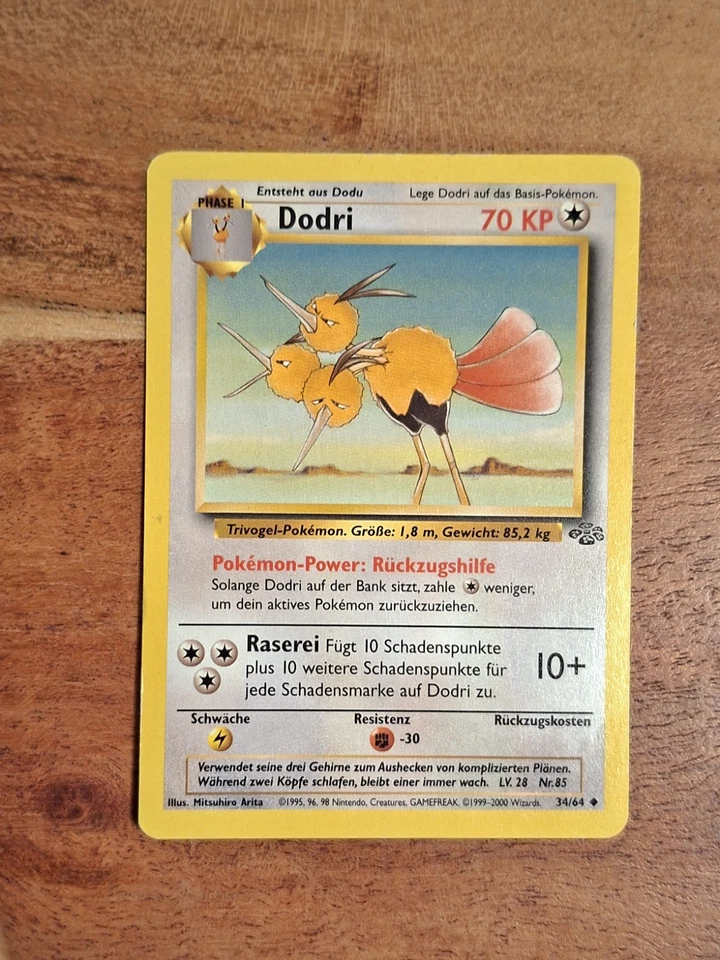 Entsteht aus Dodu
Lege Dodri auf das Basis-Pokémon.
PHASE 1
Dodri
70 KP
Trivogel-Pokémon. Größe: 1,8 m, Gewicht: 85,2 kg
Pokémon-Power: Rückzugshilfe
Solange Dodri auf der Bank sitzt, zahle weniger,
um dein aktives Pokémon zurückzuziehen.
Raserei Fügt 10 Schadenspunkte
plus 10 weitere Schadenspunkte für
jede Schadensmarke auf Dodri zu.
10+
Schwäche
Resistenz
Rückzugskosten
-30
Verwendet seine drei Gehirne zum Aushecken von komplizierten Plänen.
Während zwei Köpfe schlafen, bleibt einer immer wach. LV. 28 Nr.85
Illus. Mitsuhiro Arita ©1995, 96, 98 Nintendo, Creatures, GAMEFREAK. ©1999-2000 Wizards. 34/64